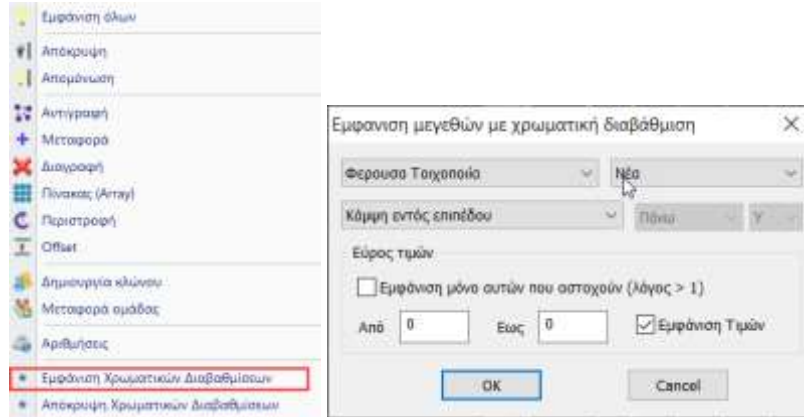 Εμφάνιση όλων
Απόκρυψη
Απομόνωση
Αντιγραφή
Μεταφορά
Διαγραφή
Πίνακας (Array)
Περιστροφή
Offset
Δημιουργία κλώνου
Μεταφορά ομάδας
Αριθμήσεις
Εμφάνιση Χρωματικών Διαβαθμίσεων
Απόκρυψη Χρωματικών Διαβαθμίσεων
Εμφανιση μεγεθών με χρωματική διαβάθμιση
Φερουσα Τοιχοποιία
Νέα
Κάμψη εντός επιπέδου
Πάνω
Y
Εύρος τιμών
Εμφάνιση μόνο αυτών που αστοχούν (λόγος > 1)
Από 0 Εως 0 Εμφάνιση Τιμών
OK Cancel